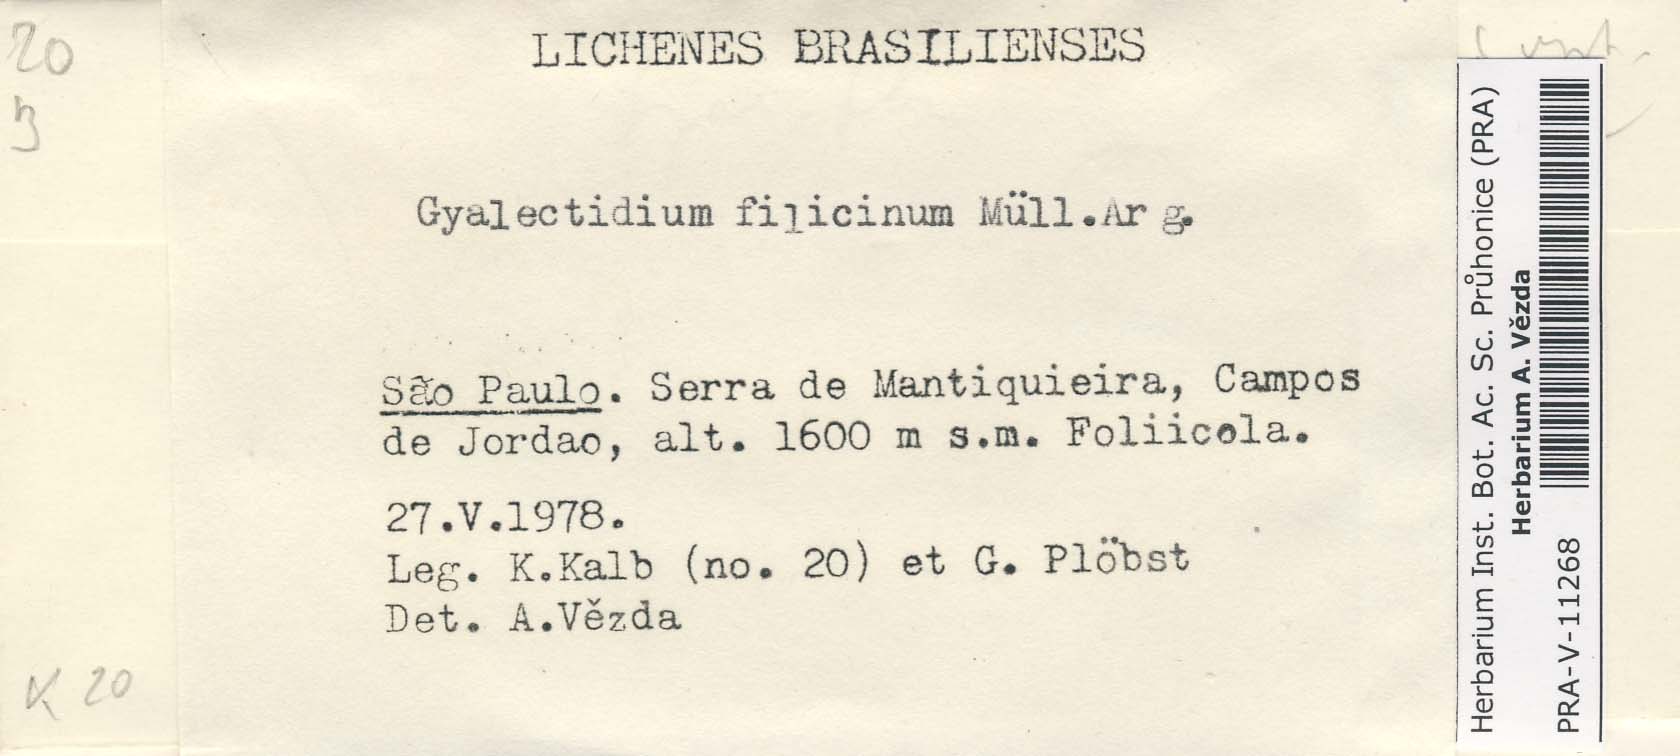 20
LICHENES BRASILIENSES
Gyalectidium filicinum Müll.Arg.
São Paulo. Serra de Mantiquieira, Campos
de Jordao, alt. 1600 m s.m. Foliicola.
27.V.1978.
Leg. K.Kalb (no. 20) et G. Plöbst
Det. A.Vězda
K 20
Herbarium Inst. Bot. Ac. Sc. Průhonice (PRA)
Herbarium A. Vězda
PRA-V-11268